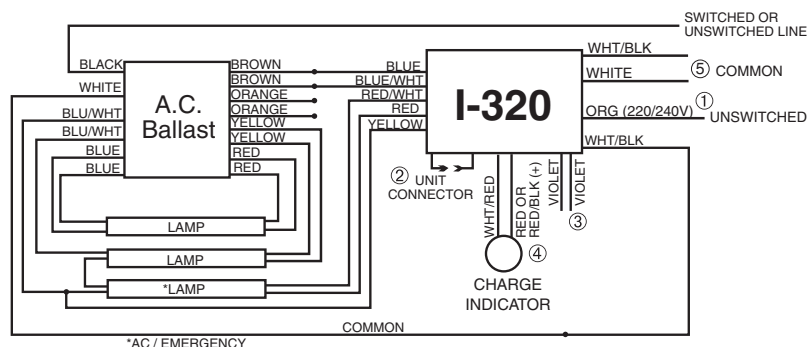 SWITCHED OR
UNSWITCHED LINE
BLACK
WHITE
BLU/WHT
BLU/WHT
BLUE
BLUE
A.C.
Ballast
BROWN
BROWN
ORANGE
ORANGE
YELLOW
YELLOW
RED
RED
BLUE
BLUE/WHT
RED/WHT
RED
YELLOW
I-320
WHT/BLK
WHITE
⑤ COMMON
ORG (220/240V)
① UNSWITCHED
WHT/BLK
② UNIT
CONNECTOR
WHT/RED
RED OR
RED/BLK (+)
VIOLET
VIOLET
③
④
CHARGE
INDICATOR
LAMP
LAMP
*LAMP
COMMON
*AC / EMERGENCY